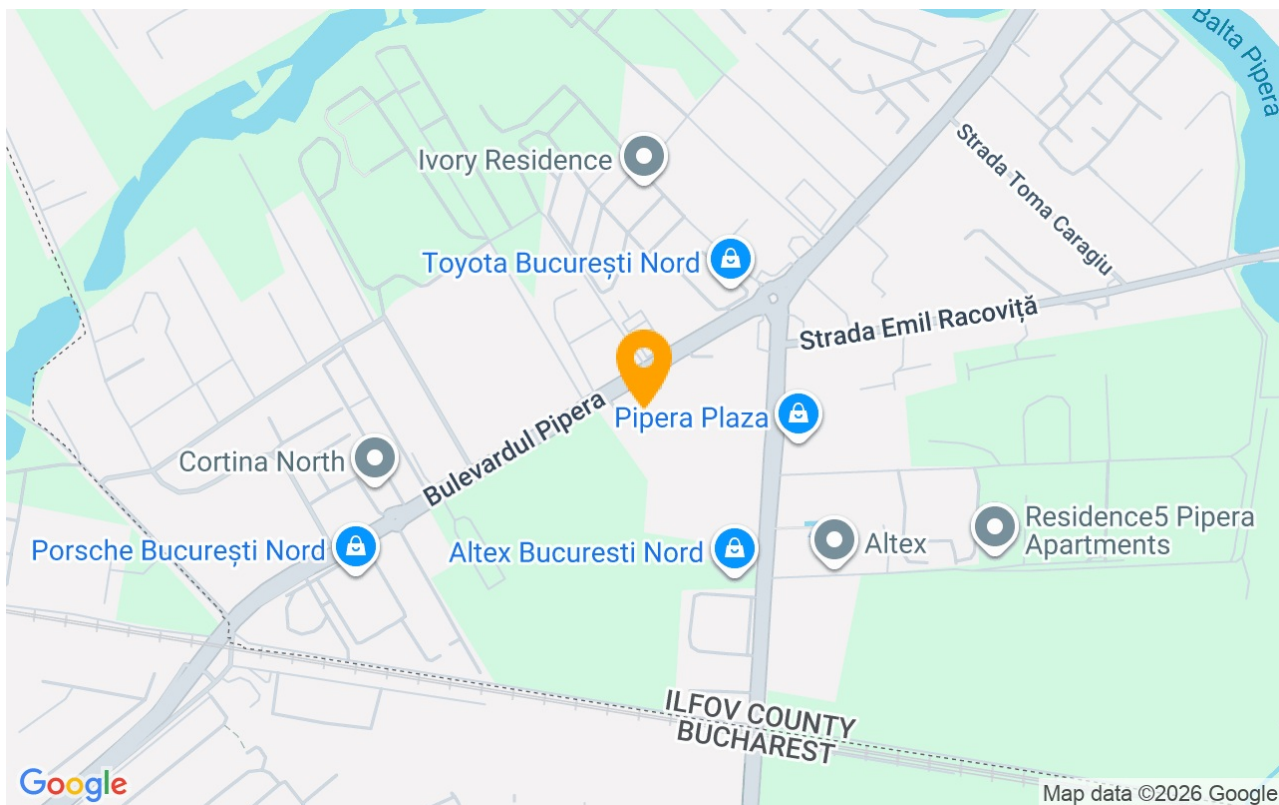 Balta Pipera
Strada Toma Caragiu
Ivory Residence
Toyota București Nord
Strada Emil Racoviță
Bulevardul Pipera
Pipera Plaza
Cortina North
Porsche București Nord
Altex Bucuresti Nord
Altex
Residence5 Pipera
Apartments
ILFOV COUNTY
BUCHAREST
Google
Map data ©2026 Google